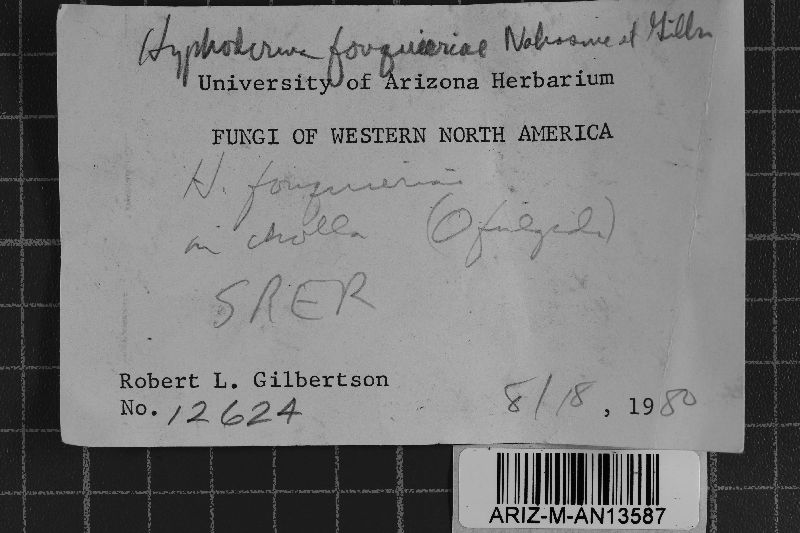 Hyphoderma fouquieriae Nakasone et Gilbn
University of Arizona Herbarium
FUNGI OF WESTERN NORTH AMERICA
H. fouquieriae
on cholla (O fulgida)
SRER
Robert L. Gilbertson
No. 12624
8/18, 1980
ARIZ-M-AN13587